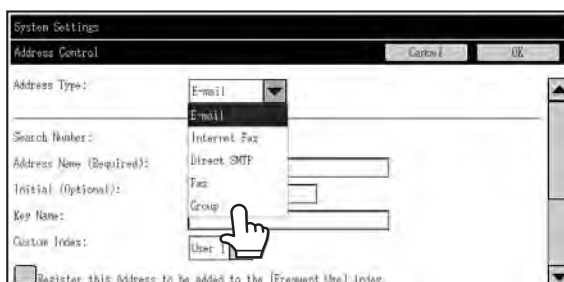 System Settings
Address Control Cancel OK
Address Type: E-mail
E-mail
Search Number: Internet Fax
Address Name (Required): Direct SMTP
Initial (Optional): Fax
Key Name: Group
Custom Index: User 1
Register this Address to be added to the [Frequent Use] index.